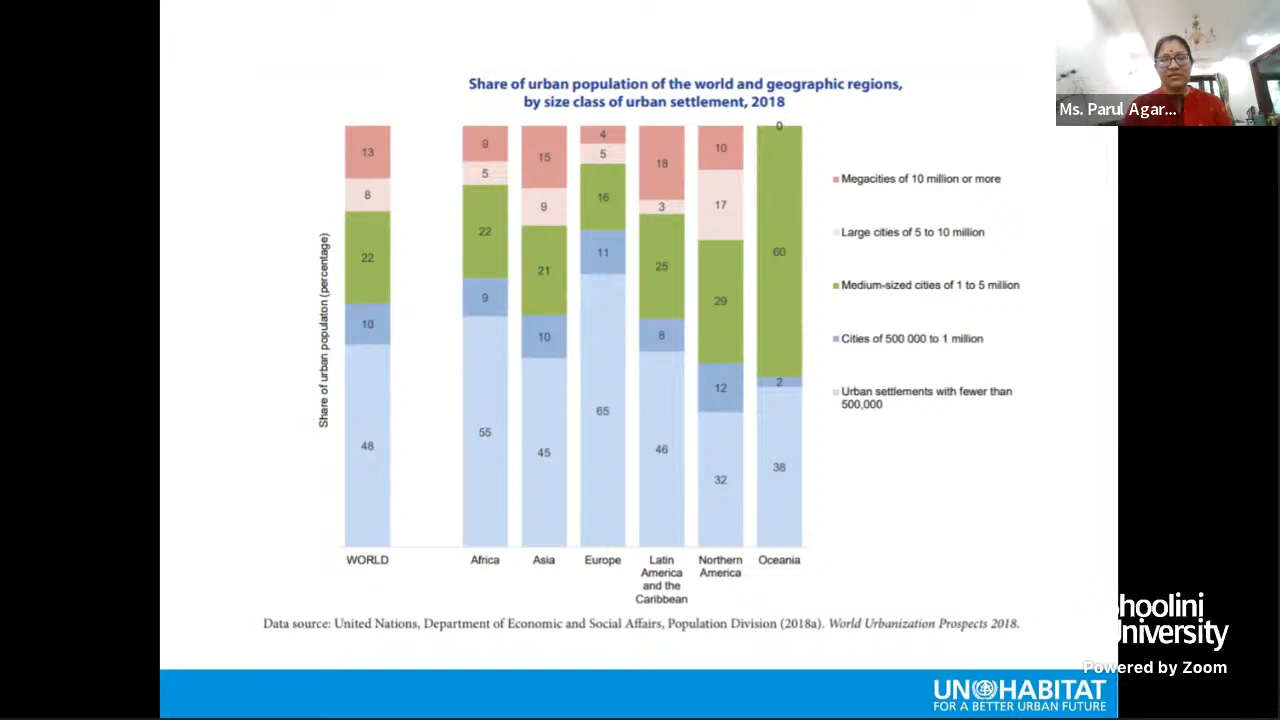 Share of urban population of the world and geographic regions,
by size class of urban settlement, 2018
Ms. Parul Agar...
Share of urban populaton (percentage)
13
8
22
10
48
9
5
22
9
55
15
9
21
10
45
4
5
16
11
65
18
3
25
8
46
10
17
29
12
32
0
60
2
38
Megacities of 10 million or more
Large cities of 5 to 10 million
Medium-sized cities of 1 to 5 million
Cities of 500 000 to 1 million
Urban settlements with fewer than
500,000
WORLD
Africa
Asia
Europe
Latin
America
and the
Caribbean
Northern
America
Oceania
Data source: United Nations, Department of Economic and Social Affairs, Population Division (2018a). World Urbanization Prospects 2018.
hoolini
University
Powered by Zoom
UN HABITAT
FOR A BETTER URBAN FUTURE